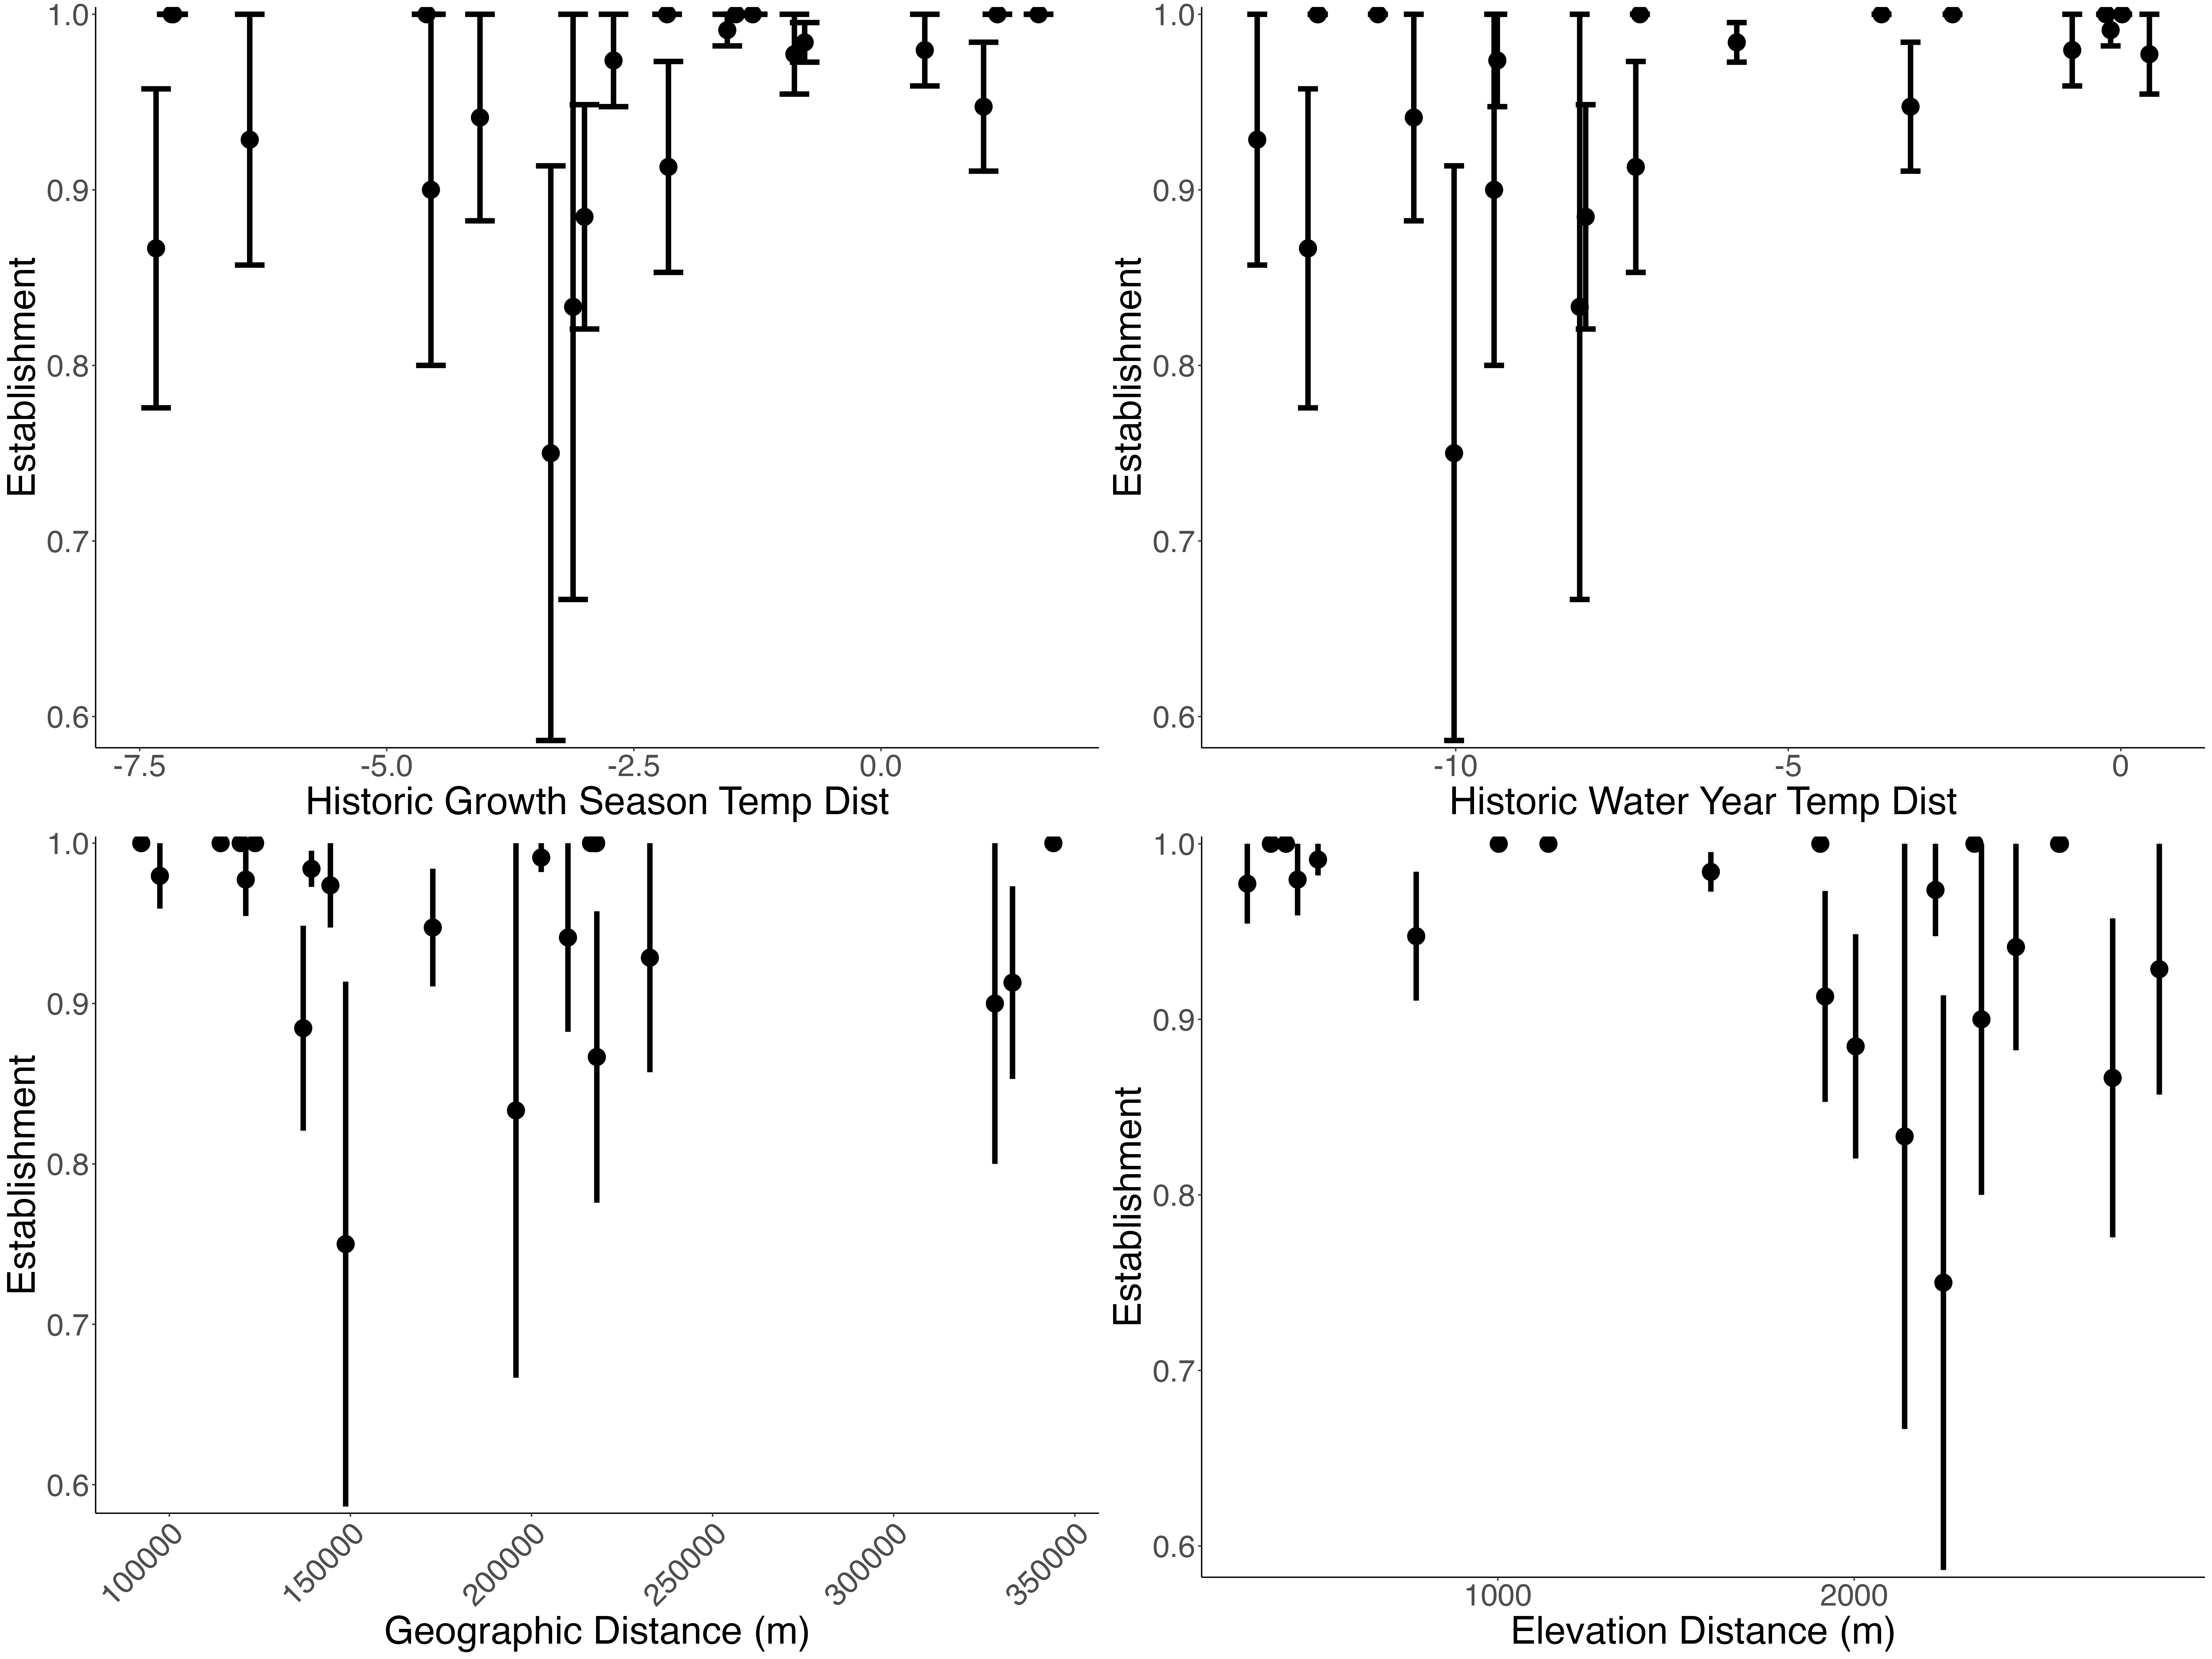 1.0
0.9
0.8
0.7
0.6
Establishment
-7.5 -5.0 -2.5 0.0
Historic Growth Season Temp Dist
1.0
0.9
0.8
0.7
0.6
Establishment
-10 -5 0
Historic Water Year Temp Dist
1.0
0.9
0.8
0.7
0.6
Establishment
100000 150000 200000 250000 300000 350000
Geographic Distance (m)
1.0
0.9
0.8
0.7
0.6
Establishment
1000 2000
Elevation Distance (m)